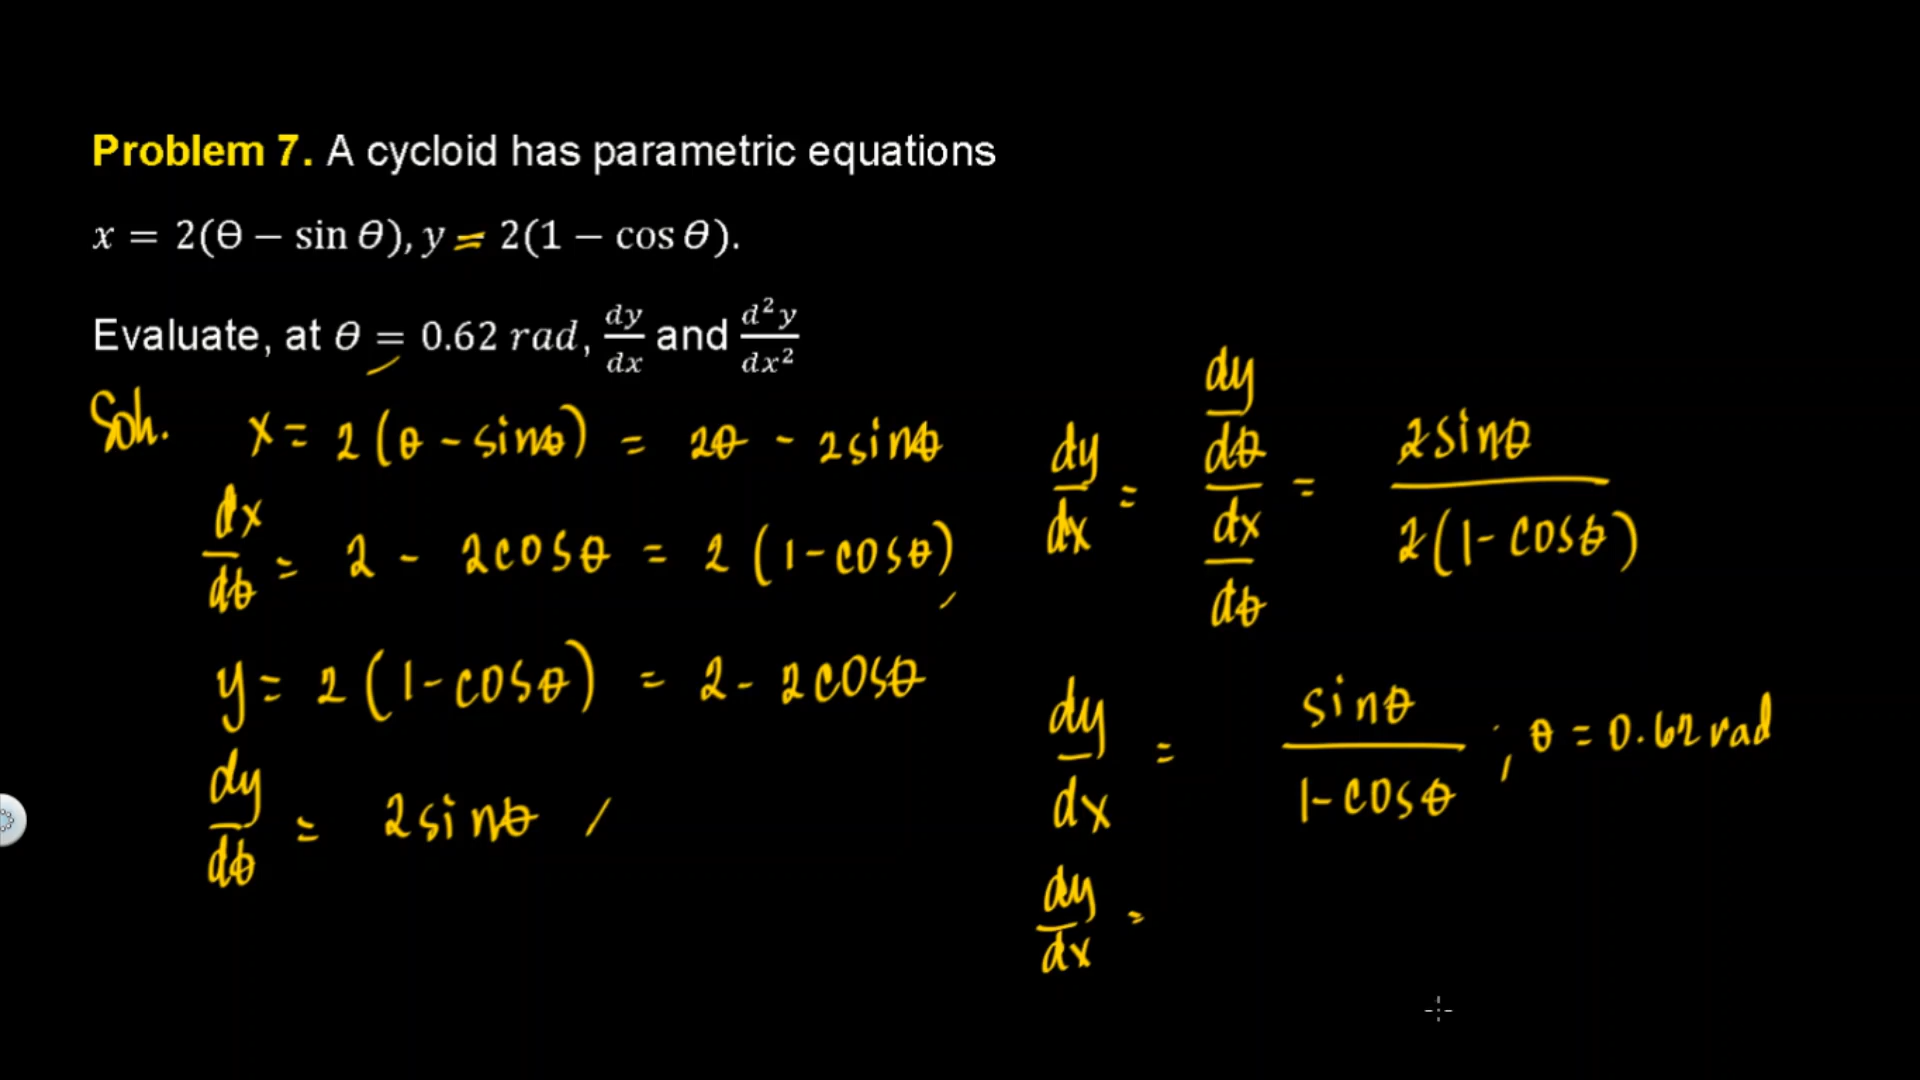 Problem 7. A cycloid has parametric equations
x = 2(Θ − sin θ), y = 2(1 − cos θ).
Evaluate, at θ = 0.62 rad, dy/dx and d²y/dx²
Soln. x = 2(θ - sinθ) = 2θ - 2sinθ
dx/dθ = 2 - 2cosθ = 2(1-cosθ)
y = 2(1-cosθ) = 2 - 2cosθ
dy/dθ = 2sinθ
dy/dx = (dy/dθ)/(dx/dθ) = 2sinθ/2(1-cosθ)
dy/dx = sinθ/1-cosθ ; θ = 0.62 rad
dy/dx =